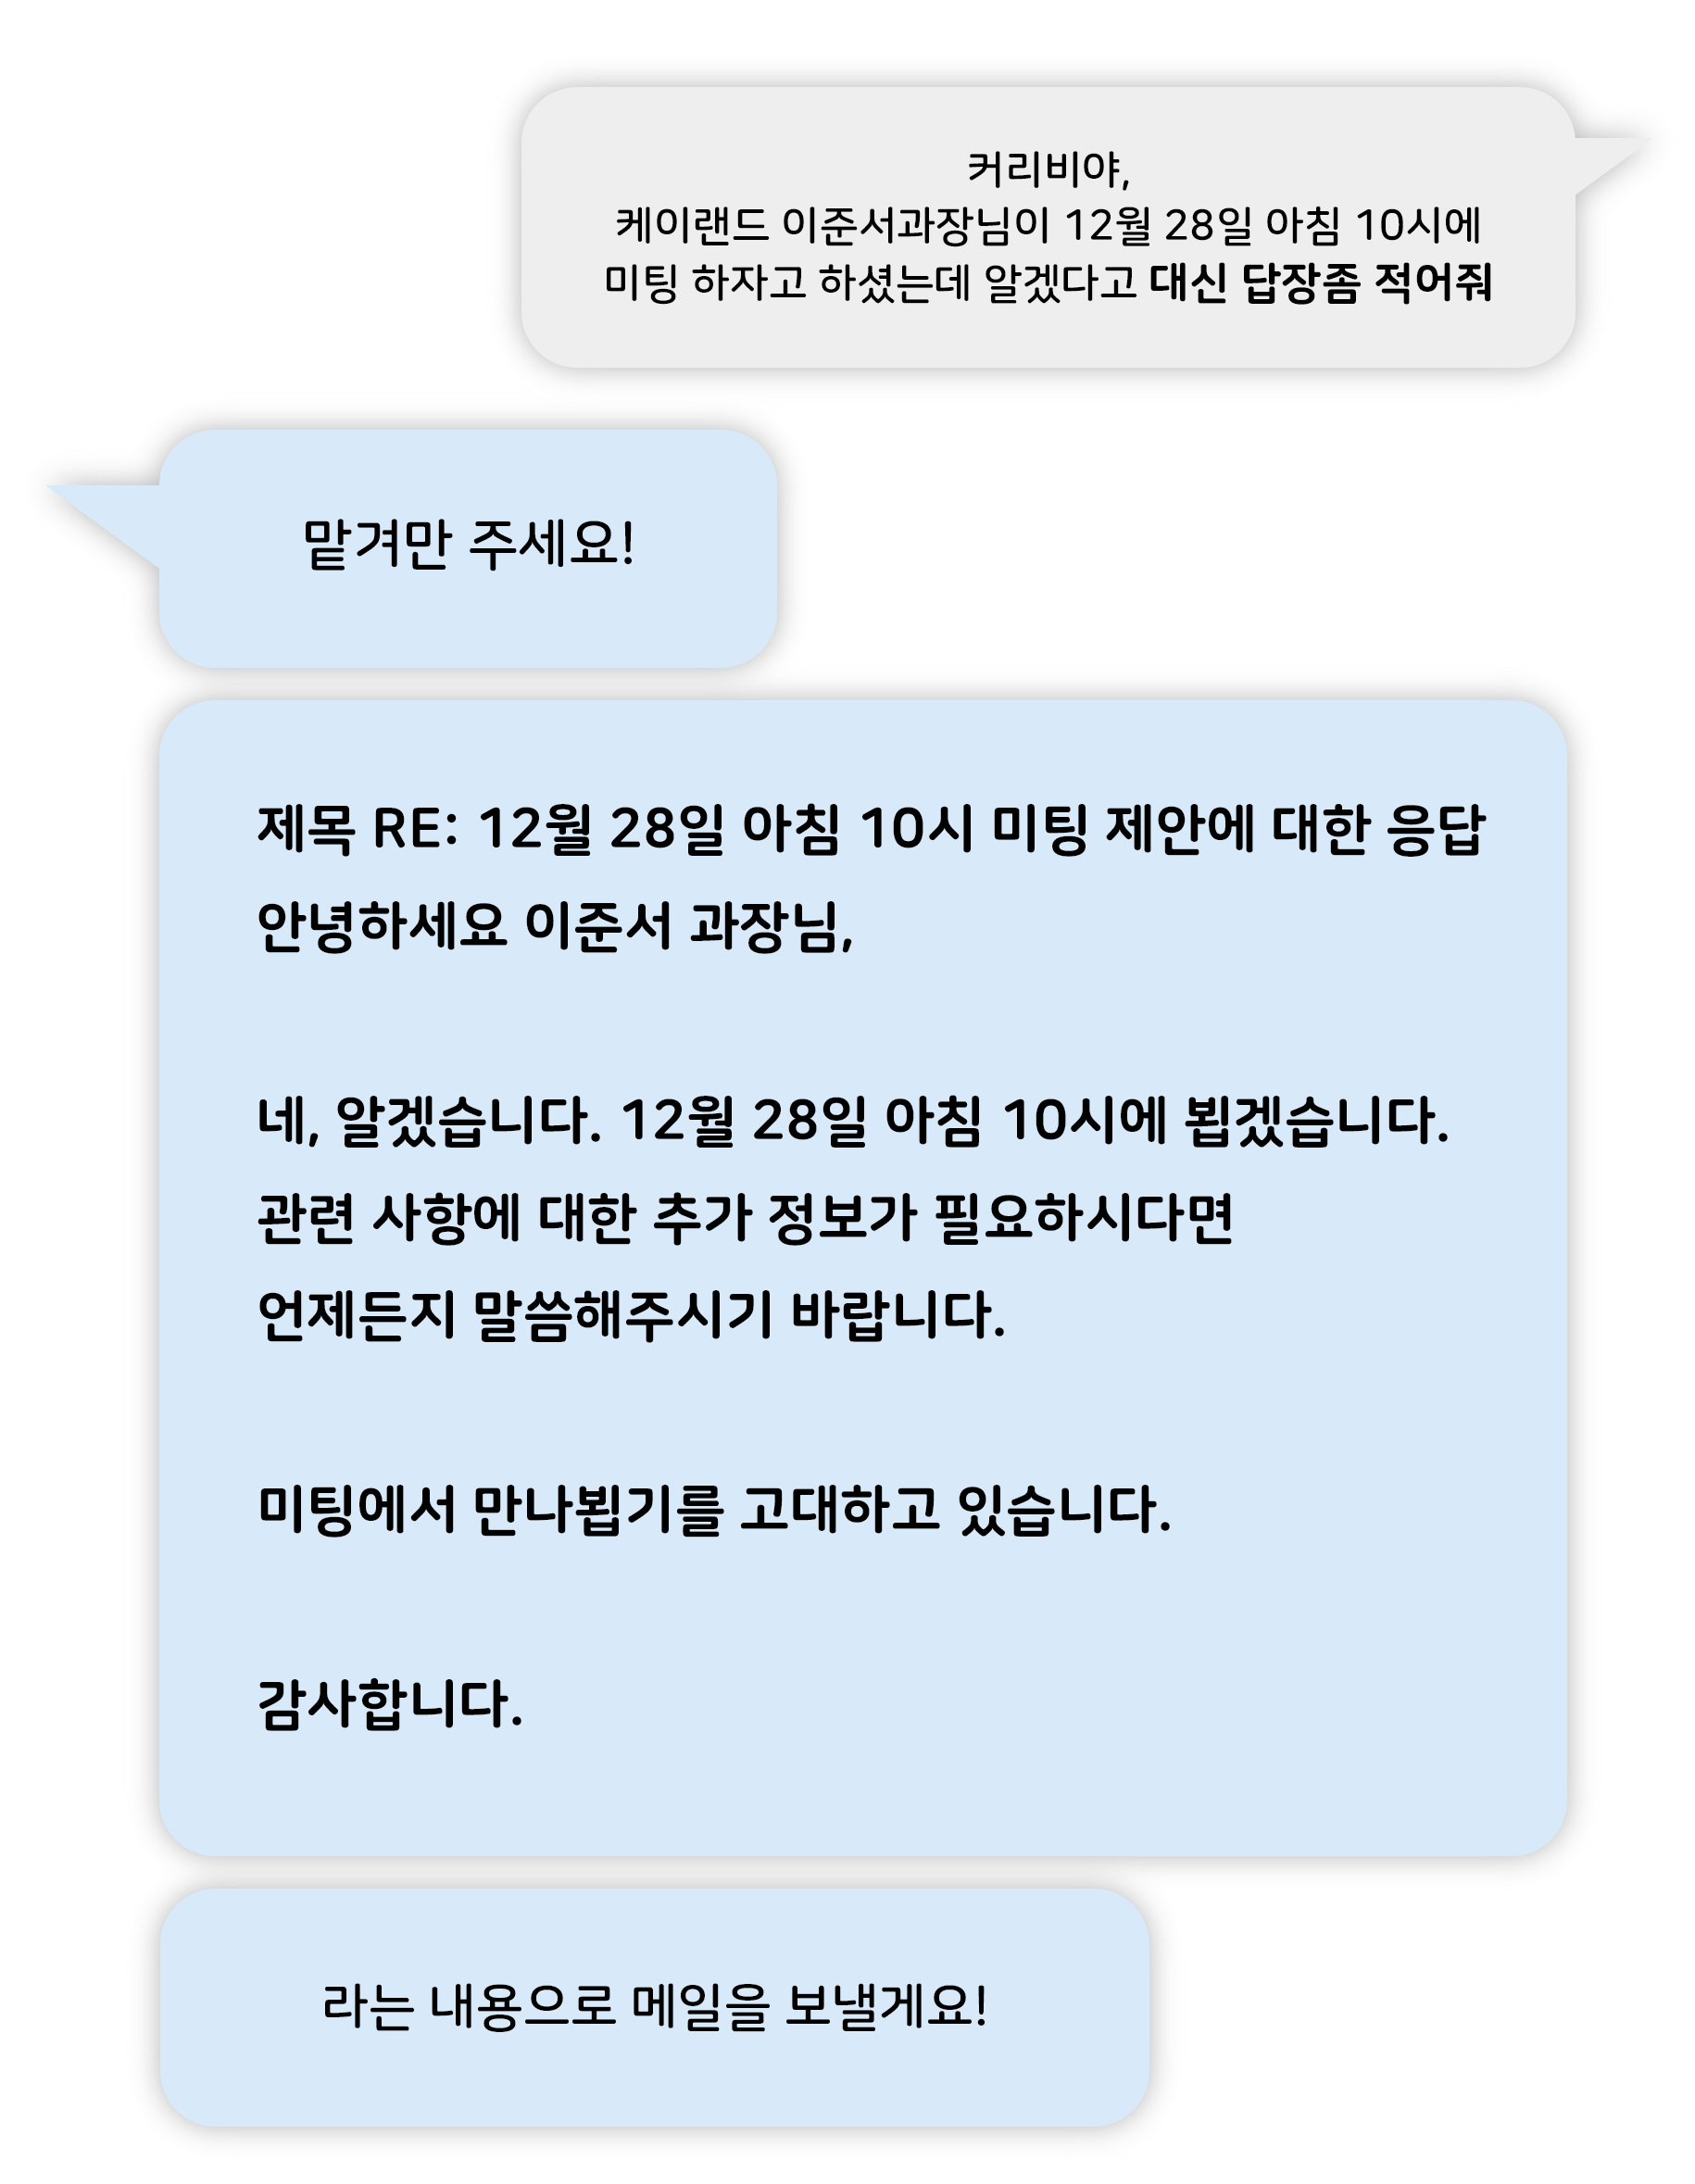 커리비야,
케이랜드 이준서과장님이 12월 28일 아침 10시에
미팅 하자고 하셨는데 알겠다고 대신 답장좀 적어줘
맡겨만 주세요!
제목 RE: 12월 28일 아침 10시 미팅 제안에 대한 응답
안녕하세요 이준서 과장님,
네, 알겠습니다. 12월 28일 아침 10시에 뵙겠습니다.
관련 사항에 대한 추가 정보가 필요하시다면
언제든지 말씀해주시기 바랍니다.
미팅에서 만나뵙기를 고대하고 있습니다.
감사합니다.
라는 내용으로 메일을 보낼게요!